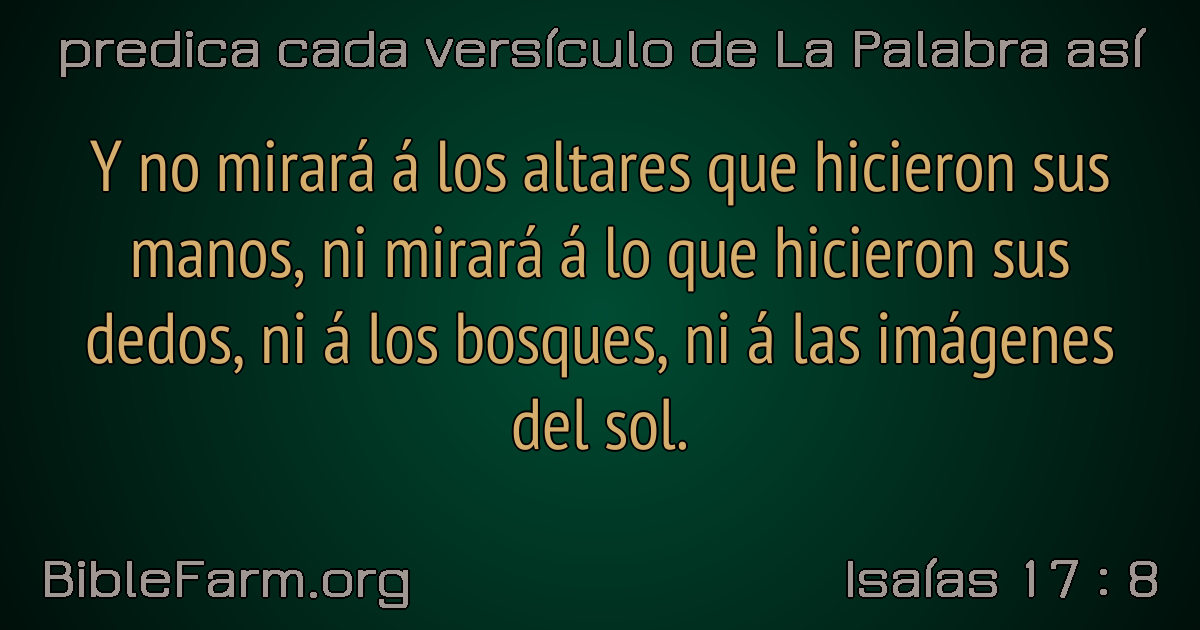 predica cada versículo de La Palabra así
Y no mirará á los altares que hicieron sus
manos, ni mirará á lo que hicieron sus
dedos, ni á los bosques, ni á las imágenes
del sol.
BibleFarm.org
Isaías 17 : 8